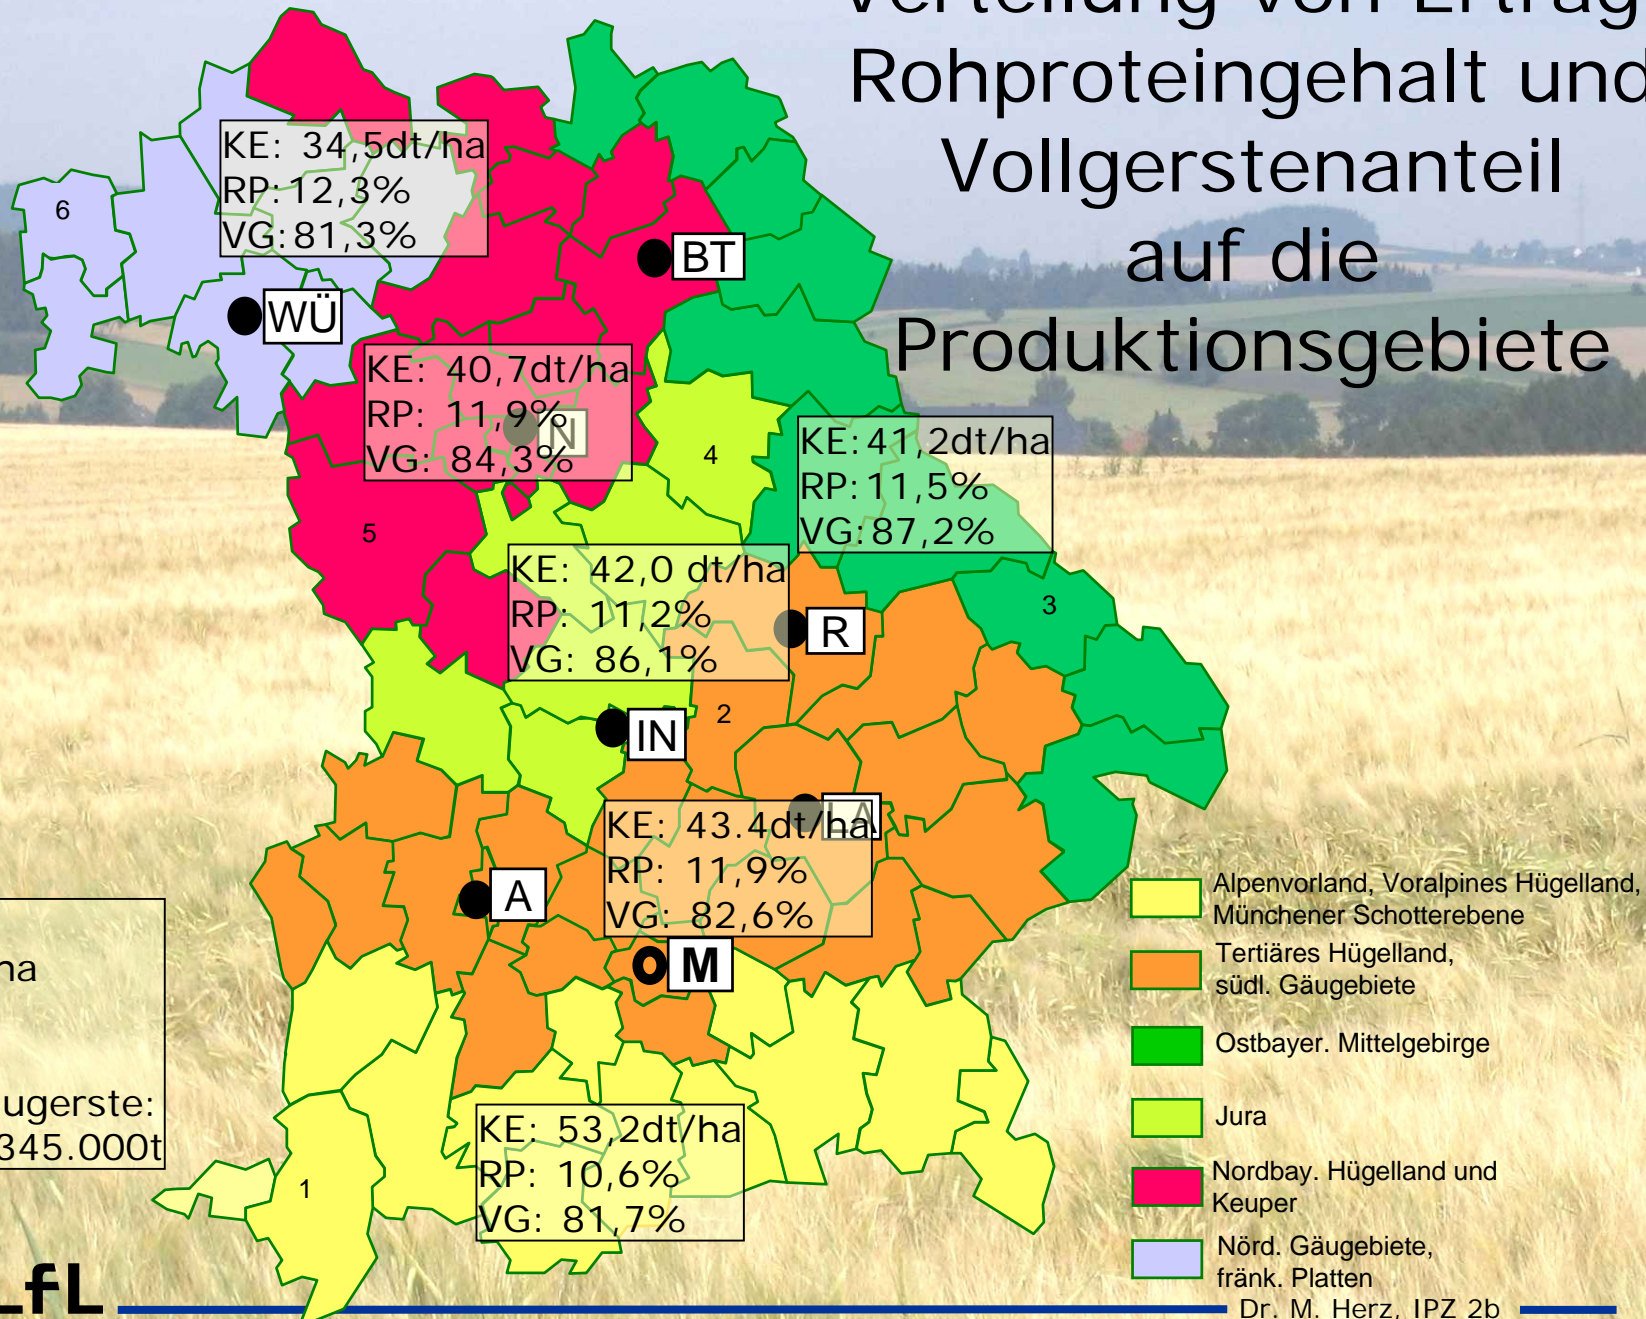 Verteilung von Ertrag
Rohproteingehalt und
Vollgerstenanteil
auf die
Produktionsgebiete
KE: 34,5dt/ha
RP: 12,3%
VG: 81,3%
6
BT
WÜ
KE: 40,7dt/ha
RP: 11,9%
VG: 84,3%
N
4
KE: 41,2dt/ha
RP: 11,5%
VG: 87,2%
5
KE: 42,0 dt/ha
RP: 11,2%
VG: 86,1%
R
3
2
IN
LA
KE: 43.4dt/ha
RP: 11,9%
VG: 82,6%
A
M
ha
ugerste:
345.000t
KE: 53,2dt/ha
RP: 10,6%
VG: 81,7%
1
Alpenvorland, Voralpines Hügelland,
Münchener Schotterebene
Tertiäres Hügelland,
südl. Gäugebiete
Ostbayer. Mittelgebirge
Jura
Nordbay. Hügelland und
Keuper
Nörd. Gäugebiete,
fränk. Platten
LfL
Dr. M. Herz, IPZ 2b